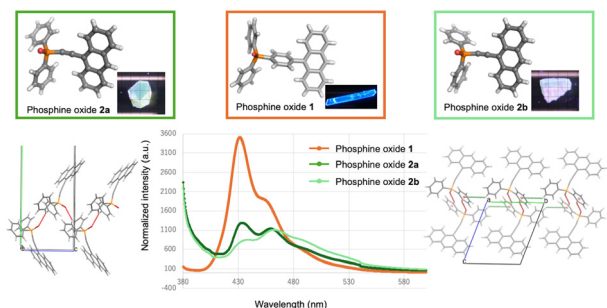 Phosphine oxide 2a
Phosphine oxide 1
Phosphine oxide 2b
Normalized intensity (a.u.)
3600
3100
2600
2100
1600
1100
600
100
-400
Phosphine oxide 1
Phosphine oxide 2a
Phosphine oxide 2b
380
430
480
530
580
Wavelength (nm)